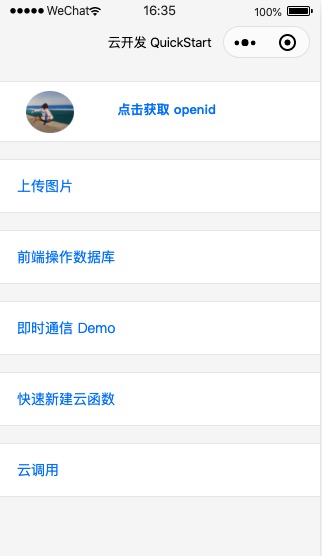 WeChat 16:35 100%
云开发 QuickStart
点击获取 openid
上传图片
前端操作数据库
即时通信 Demo
快速新建云函数
云调用